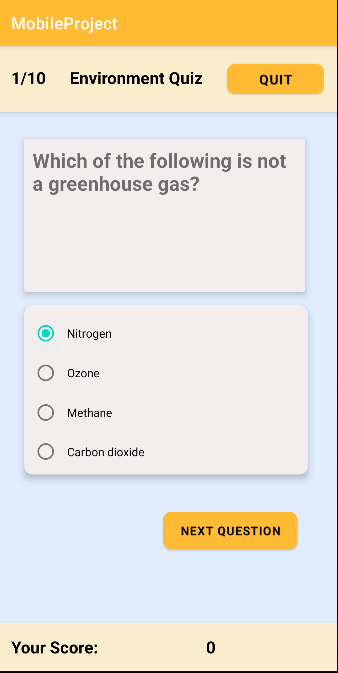 MobileProject
1/10 Environment Quiz QUIT
Which of the following is not
a greenhouse gas?
Nitrogen
Ozone
Methane
Carbon dioxide
NEXT QUESTION
Your Score: 0